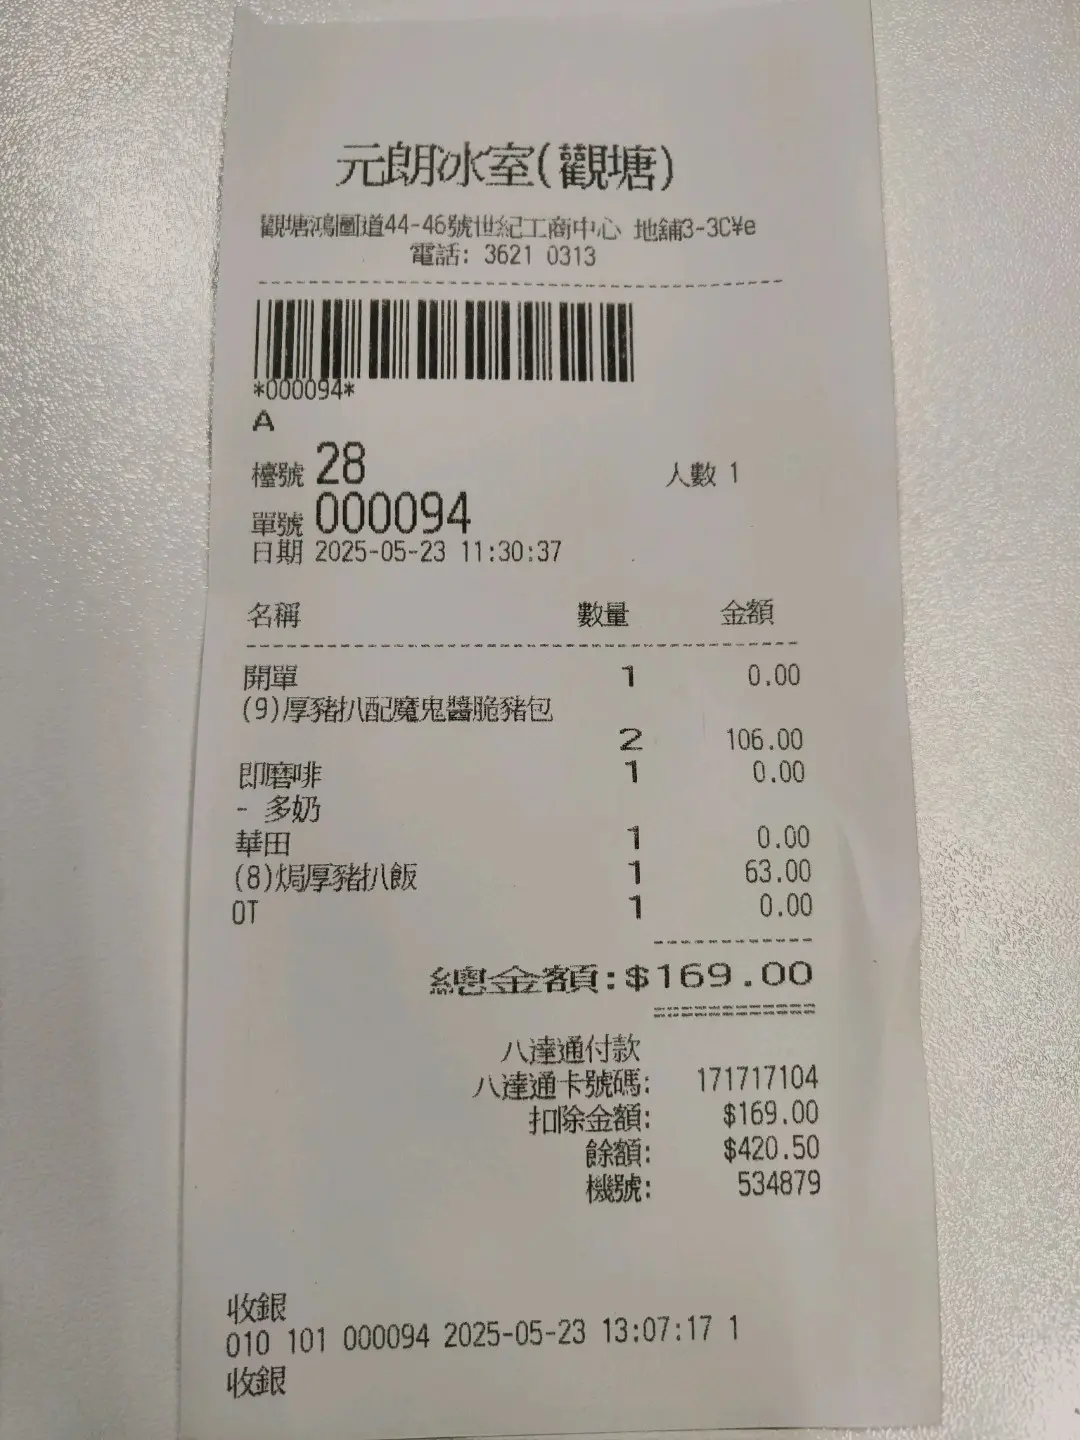 元朗冰室(觀塘)
觀塘鴻圖道44-46號世紀工商中心 地舖3-3C¥e
電話: 3621 0313
*000094*
A
檯號 28 人數 1
單號 000094
日期 2025-05-23 11:30:37
名稱 數量 金額
開單 1 0.00
(9)厚豬扒配魔鬼醬脆豬包
2 106.00
即磨啡 1 0.00
- 多奶
華田 1 0.00
(8)焗厚豬扒飯 1 63.00
OT 1 0.00
總金額:$169.00
八達通付款
八達通卡號碼: 171717104
扣除金額: $169.00
餘額: $420.50
機號: 534879
收銀
010 101 000094 2025-05-23 13:07:17 1
收銀